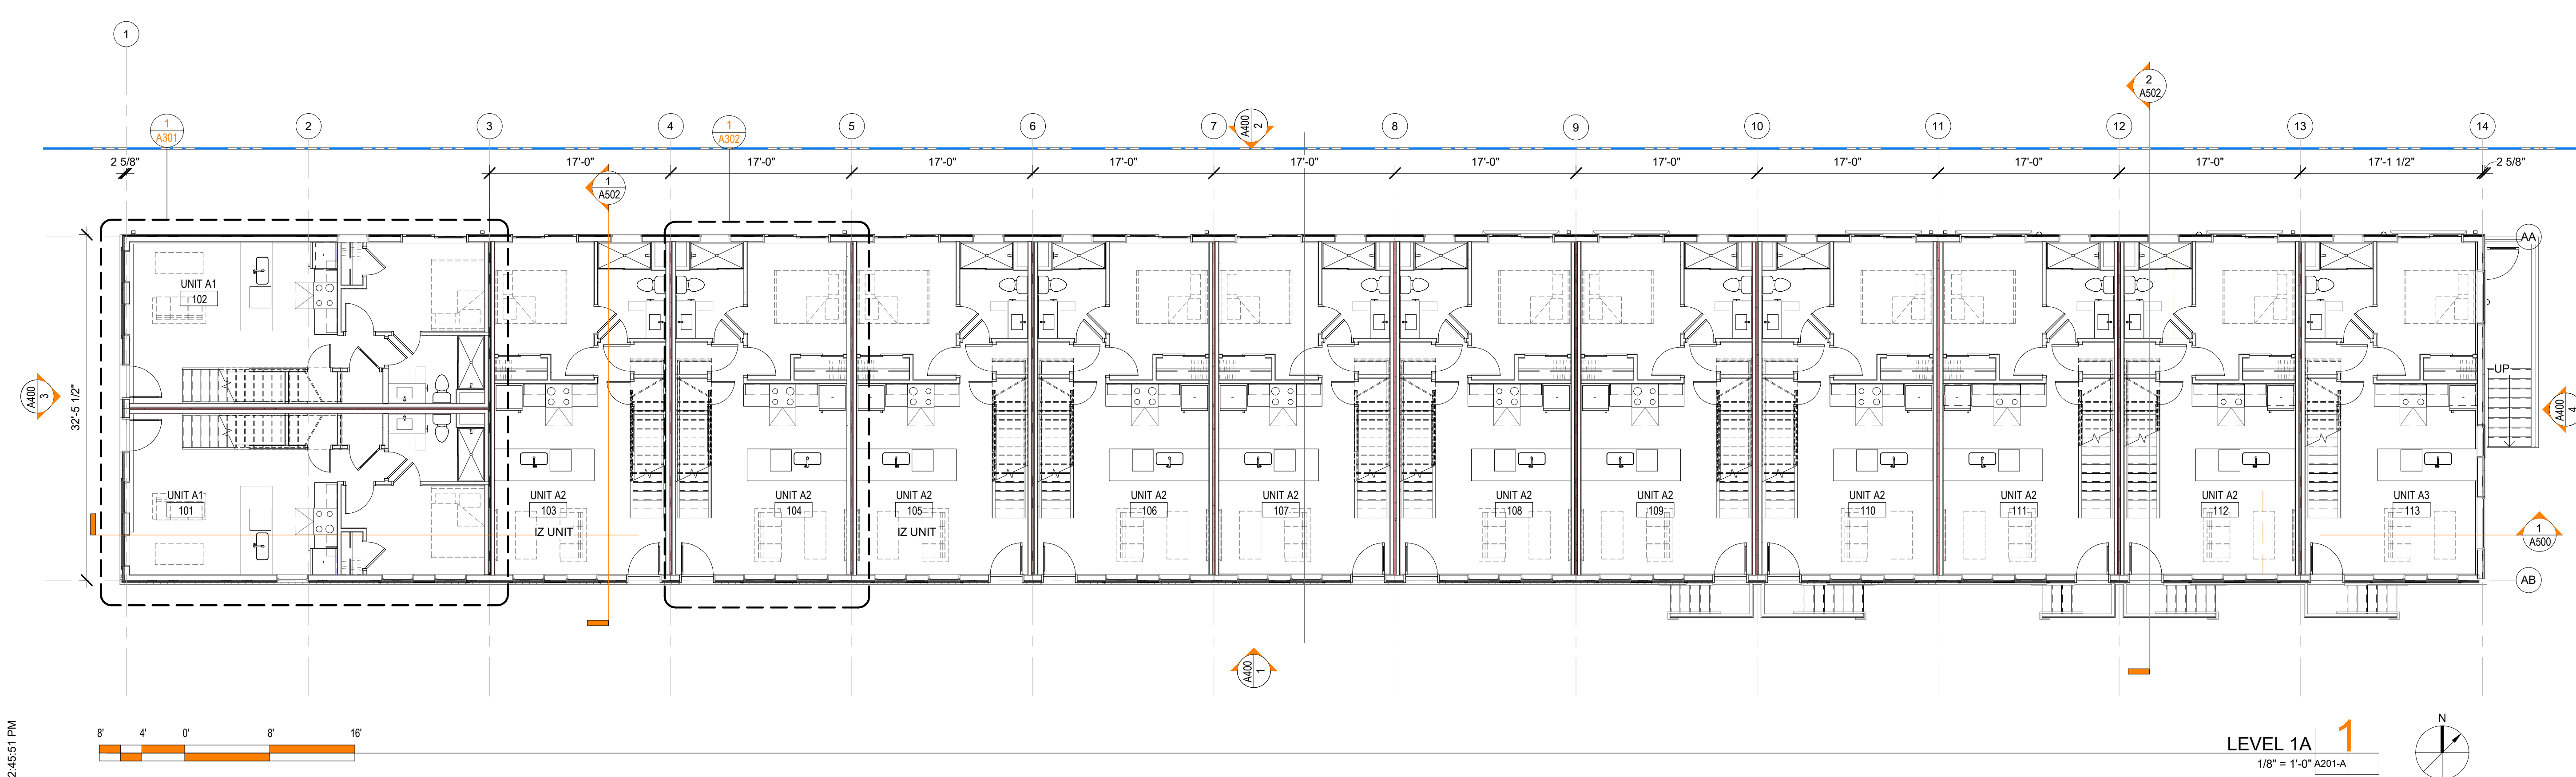 1
1
A301
2
3
4
1
A302
5
6
7
A400
2
8
9
10
11
12
2
A502
13
14
2 5/8"
17'-0"
17'-0"
17'-0"
17'-0"
17'-0"
17'-0"
17'-0"
17'-0"
17'-0"
17'-0"
17'-1 1/2"
2 5/8"
1
A502
AA
UNIT A1
102
UP
A400
3
32'-5 1/2"
A400
4
UNIT A1
101
UNIT A2
103
IZ UNIT
UNIT A2
104
UNIT A2
105
IZ UNIT
UNIT A2
106
UNIT A2
107
UNIT A2
108
UNIT A2
109
UNIT A2
110
UNIT A2
111
UNIT A2
112
UNIT A3
113
1
A500
AB
A400
1
8'
4'
0'
8'
16'
LEVEL 1A
1
1/8" = 1'-0"
A201-A
N
2:45:51 PM